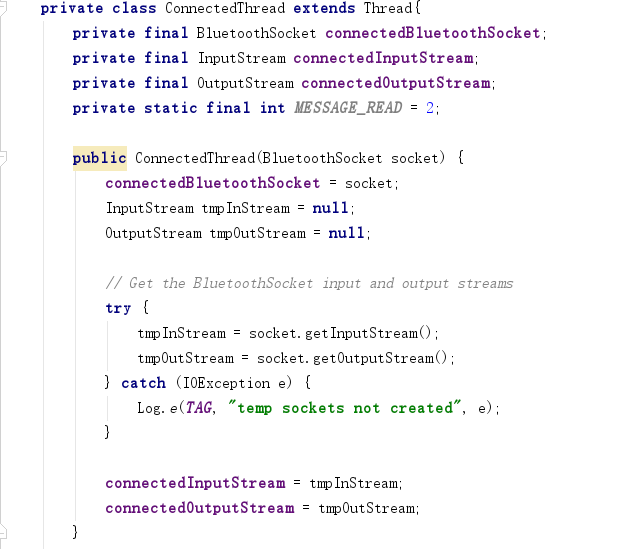 private class ConnectedThread extends Thread{
    private final BluetoothSocket connectedBluetoothSocket;
    private final InputStream connectedInputStream;
    private final OutputStream connectedOutputStream;
    private static final int MESSAGE_READ = 2;
    public ConnectedThread(BluetoothSocket socket) {
        connectedBluetoothSocket = socket;
        InputStream tmpInStream = null;
        OutputStream tmpOutStream = null;
        // Get the BluetoothSocket input and output streams
        try {
            tmpInStream = socket.getInputStream();
            tmpOutStream = socket.getOutputStream();
        } catch (IOException e) {
            Log.e(TAG, "temp sockets not created", e);
        }
        connectedInputStream = tmpInStream;
        connectedOutputStream = tmpOutStream;
    }